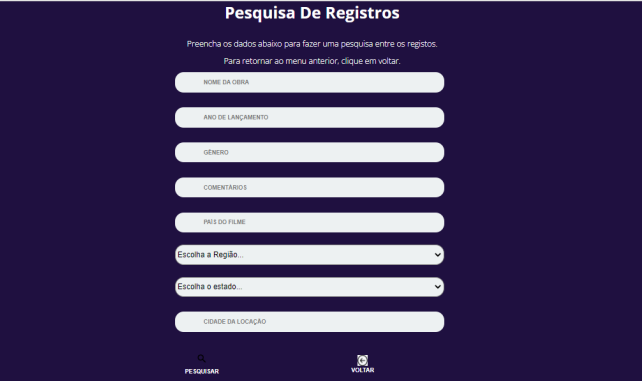 Pesquisa De Registros
Preencha os dados abaixo para fazer uma pesquisa entre os registos.
Para retornar ao menu anterior, clique em voltar.
NOME DA OBRA
ANO DE LANÇAMENTO
GÊNERO
COMENTÁRIOS
PAÍS DO FILME
Escolha a Região...
Escolha o estado...
CIDADE DA LOCAÇÃO
PESQUISAR
VOLTAR